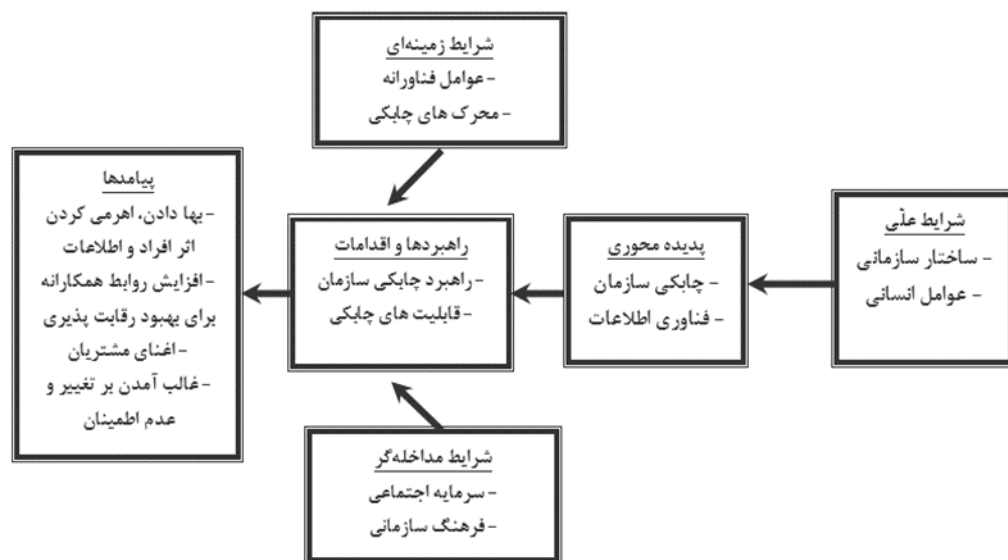 شرایط زمینه‌ای
- عوامل فناورانه
- محرک های چابکی
شرایط علّی
- ساختار سازمانی
- عوامل انسانی
پدیده محوری
- چابکی سازمان
- فناوری اطلاعات
راهبردها و اقدامات
- راهبرد چابکی سازمان
- قابلیت های چابکی
پیامدها
- بها دادن، اهرمی کردن
اثر افراد و اطلاعات
- افزایش روابط همکارانه
برای بهبود رقابت پذیری
- اغنای مشتریان
- غالب آمدن بر تغییر و
عدم اطمینان
شرایط مداخله‌گر
- سرمایه اجتماعی
- فرهنگ سازمانی